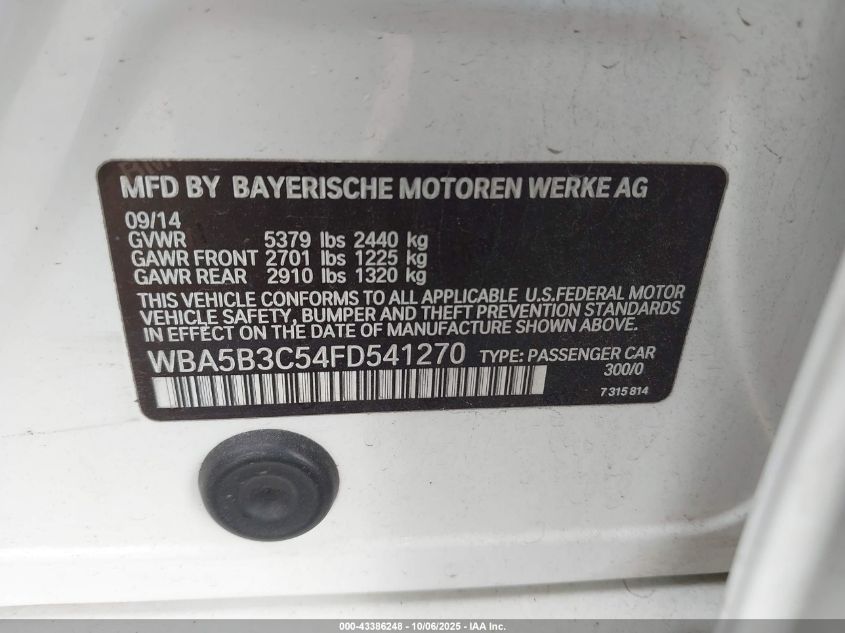 MFD BY BAYERISCHE MOTOREN WERKE AG
09/14
GVWR 5379 lbs 2440 kg
GAWR FRONT 2701 lbs 1225 kg
GAWR REAR 2910 lbs 1320 kg
THIS VEHICLE CONFORMS TO ALL APPLICABLE U.S.FEDERAL MOTOR
VEHICLE SAFETY, BUMPER AND THEFT PREVENTION STANDARDS
IN EFFECT ON THE DATE OF MANUFACTURE SHOWN ABOVE.
WBA5B3C54FD541270 TYPE: PASSENGER CAR
300/0
7 315 814
000-43386248 - 10/06/2025 - IAA Inc.